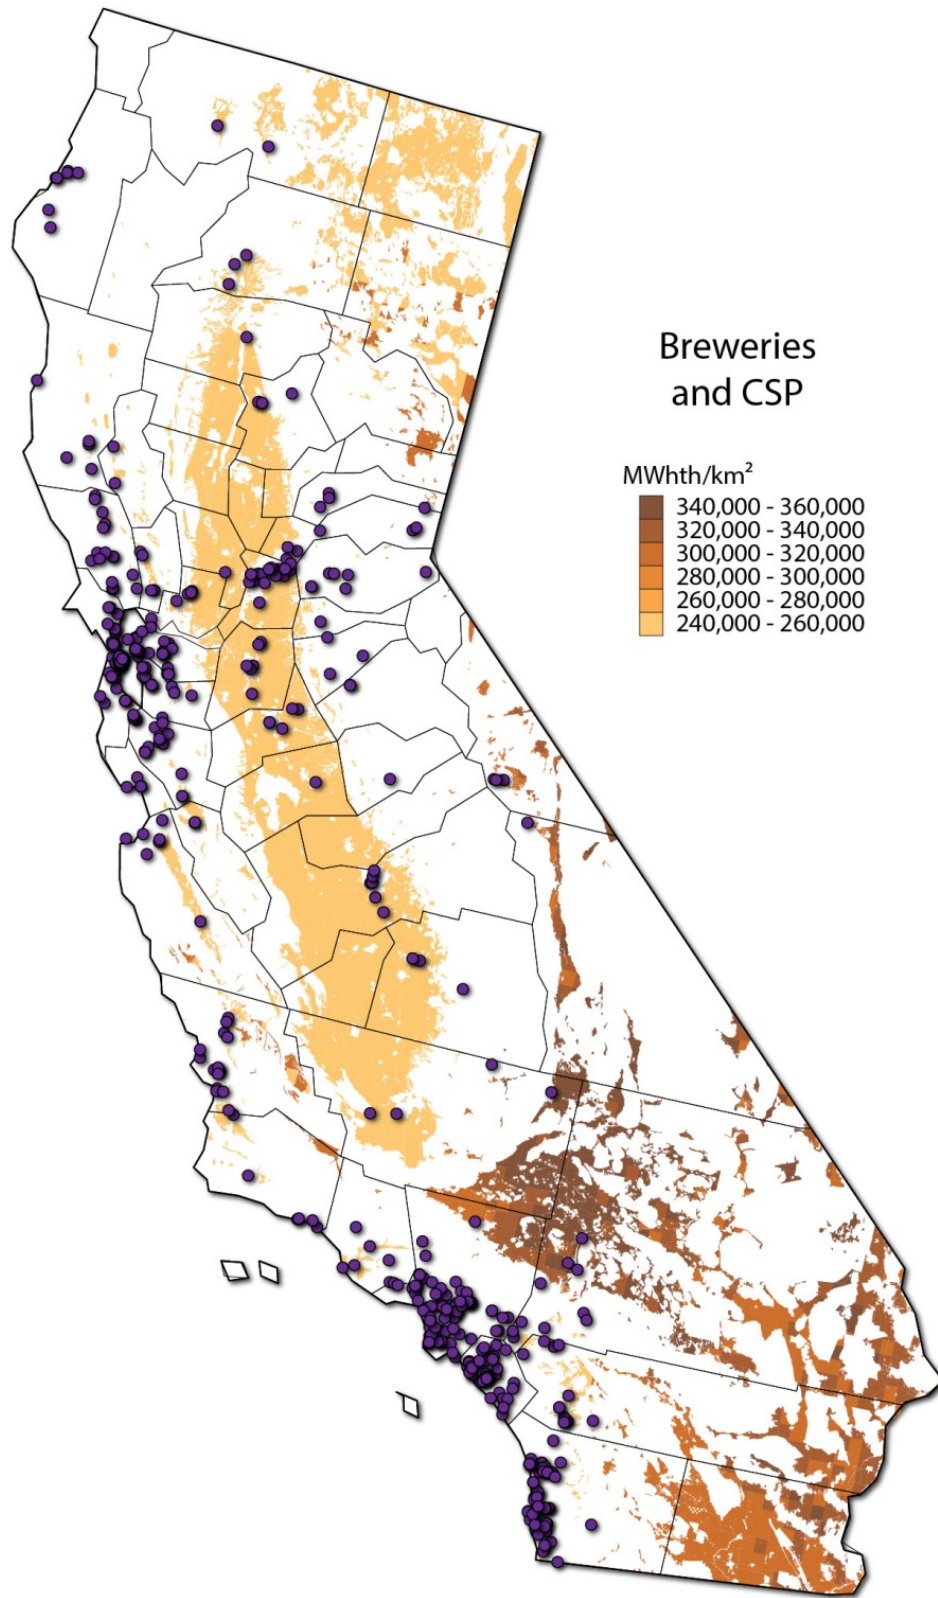 Breweries
and CSP
MWhth/km²
340,000 - 360,000
320,000 - 340,000
300,000 - 320,000
280,000 - 300,000
260,000 - 280,000
240,000 - 260,000